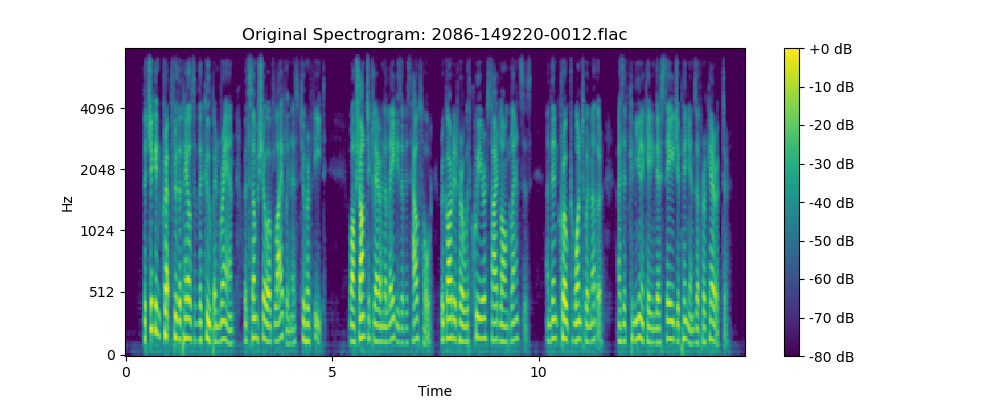 Original Spectrogram: 2086-149220-0012.flac
Hz
4096
2048
1024
512
0
0 5 10
Time
+0 dB
-10 dB
-20 dB
-30 dB
-40 dB
-50 dB
-60 dB
-70 dB
-80 dB